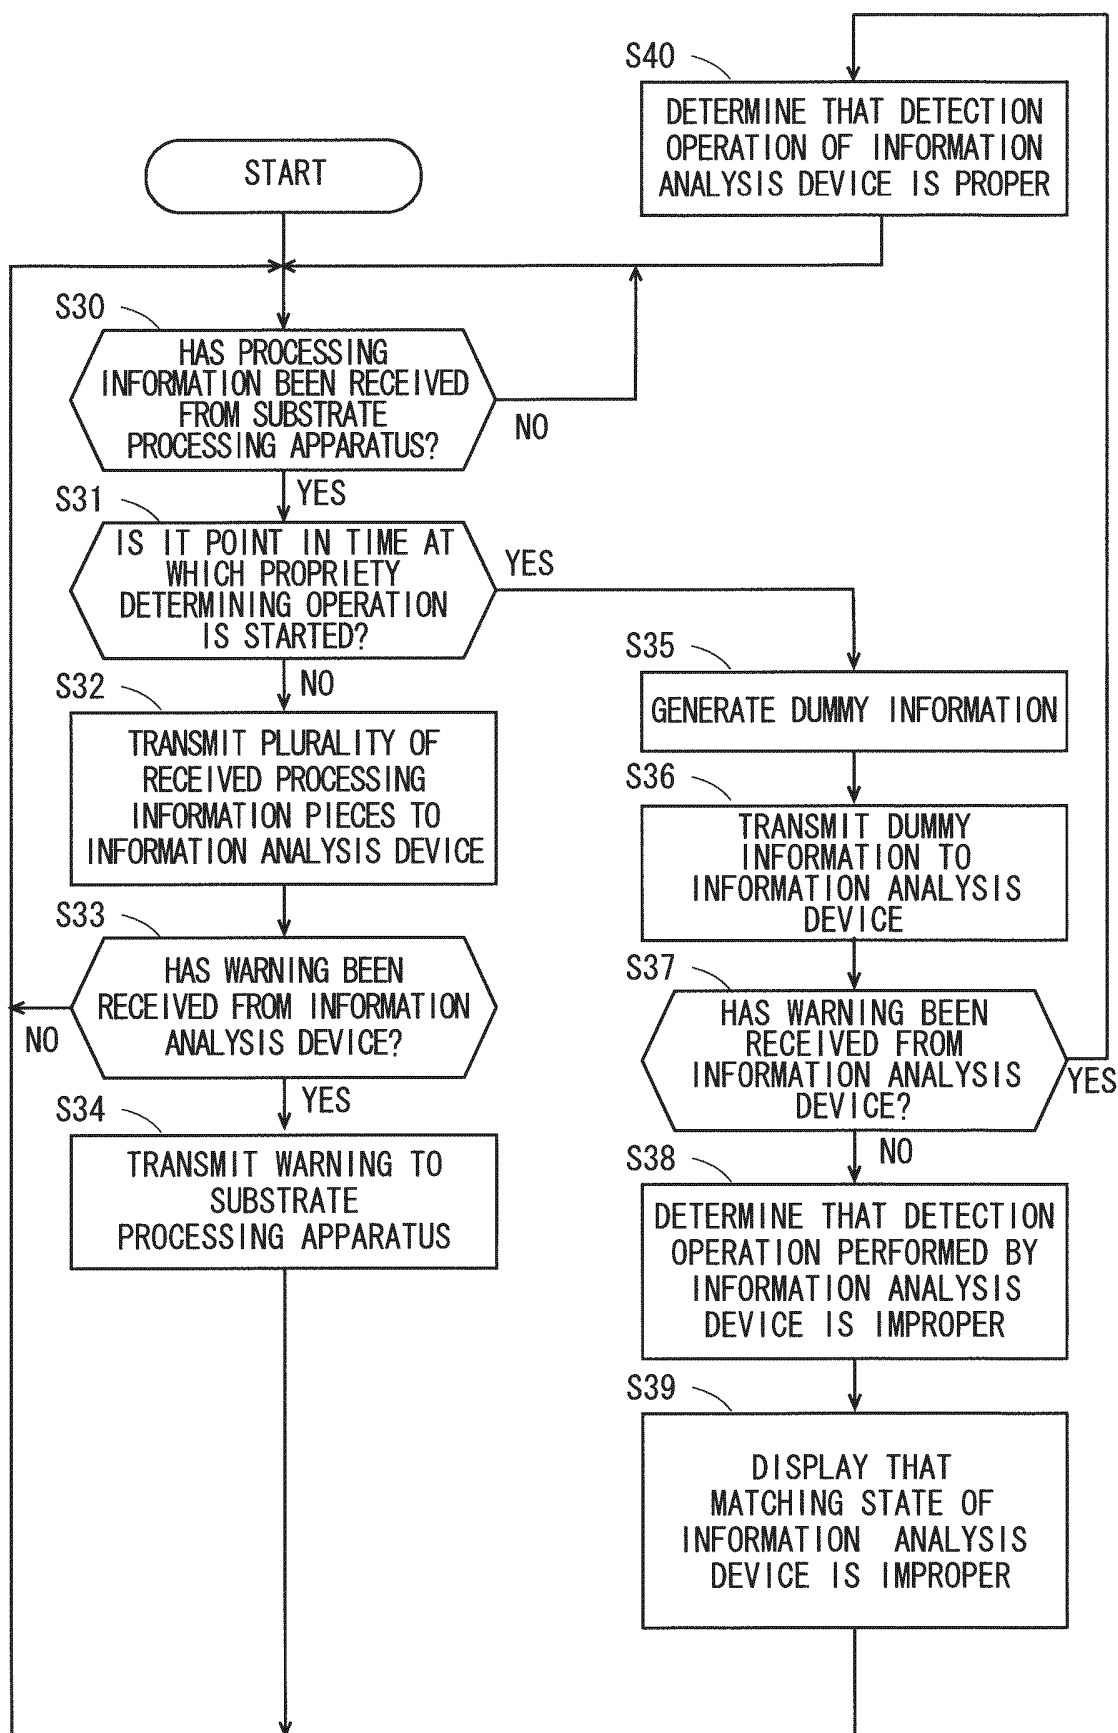 START
S30
HAS PROCESSING
INFORMATION BEEN RECEIVED
FROM SUBSTRATE
PROCESSING APPARATUS?
NO
YES
S31
IS IT POINT IN TIME AT
WHICH PROPRIETY
DETERMINING OPERATION
IS STARTED?
YES
NO
S32
TRANSMIT PLURALITY OF
RECEIVED PROCESSING
INFORMATION PIECES TO
INFORMATION ANALYSIS DEVICE
S33
HAS WARNING BEEN
RECEIVED FROM INFORMATION
ANALYSIS DEVICE?
NO
YES
S34
TRANSMIT WARNING TO
SUBSTRATE
PROCESSING APPARATUS
S40
DETERMINE THAT DETECTION
OPERATION OF INFORMATION
ANALYSIS DEVICE IS PROPER
S35
GENERATE DUMMY INFORMATION
S36
TRANSMIT DUMMY
INFORMATION TO
INFORMATION ANALYSIS
DEVICE
S37
HAS WARNING BEEN
RECEIVED FROM
INFORMATION ANALYSIS
DEVICE?
YES
NO
S38
DETERMINE THAT DETECTION
OPERATION PERFORMED BY
INFORMATION ANALYSIS
DEVICE IS IMPROPER
S39
DISPLAY THAT
MATCHING STATE OF
INFORMATION ANALYSIS
DEVICE IS IMPROPER